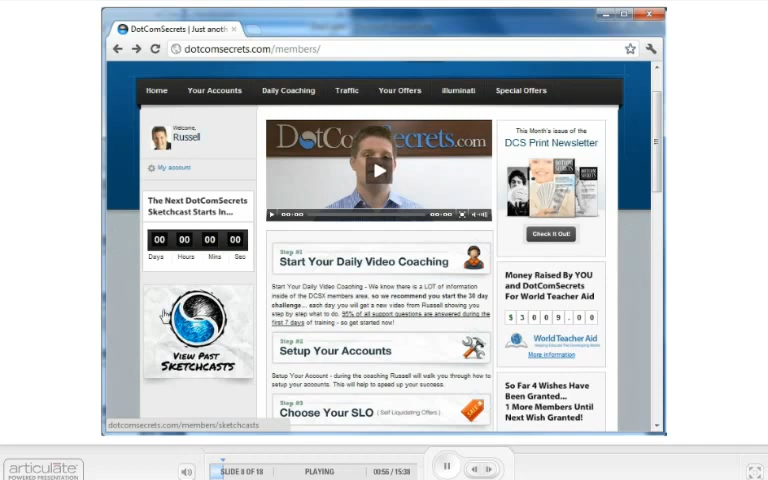 DotComSecrets | Just anoth
dotcomsecrets.com/members/
Home Your Accounts Daily Coaching Traffic Your Offers illuminati Special Offers
Welcome,
Russell
My account
The Next DotComSecrets
Sketchcast Starts In...
00 00 00 00
Days Hours Mins Sec
VIEW PAST
SKETCHCASTS
DotComSecrets.com
00:00 00:00
Step #1
Start Your Daily Video Coaching
Start Your Daily Video Coaching - We know there is a LOT of information
inside of the DCSX members area, so we recommend you start the 30 day
challenge... each day you will get a new video from Russell showing you
step by step what to do. 95% of all support questions are answered during the
first 7 days of training - so get started now!
Step #2
Setup Your Accounts
Setup Your Account - during the coaching Russell will walk you through how to
setup your accounts. This will help to speed up your success.
Step #3
Choose Your SLO ( Self Liquidating Offers )
SALE
This Month's issue of the
DCS Print Newsletter
DOTCOM
SECRETS
Check It Out!
Money Raised By YOU
and DotComSecrets
For World Teacher Aid
$ 3 0 0 9 . 0 0
WorldTeacherAid
More information
So Far 4 Wishes Have
Been Granted...
1 More Members Until
Next Wish Granted!
dotcomsecrets.com/members/sketchcasts
articulate
POWERED PRESENTATION
SLIDE 8 OF 18 PLAYING 00:56 / 15:38